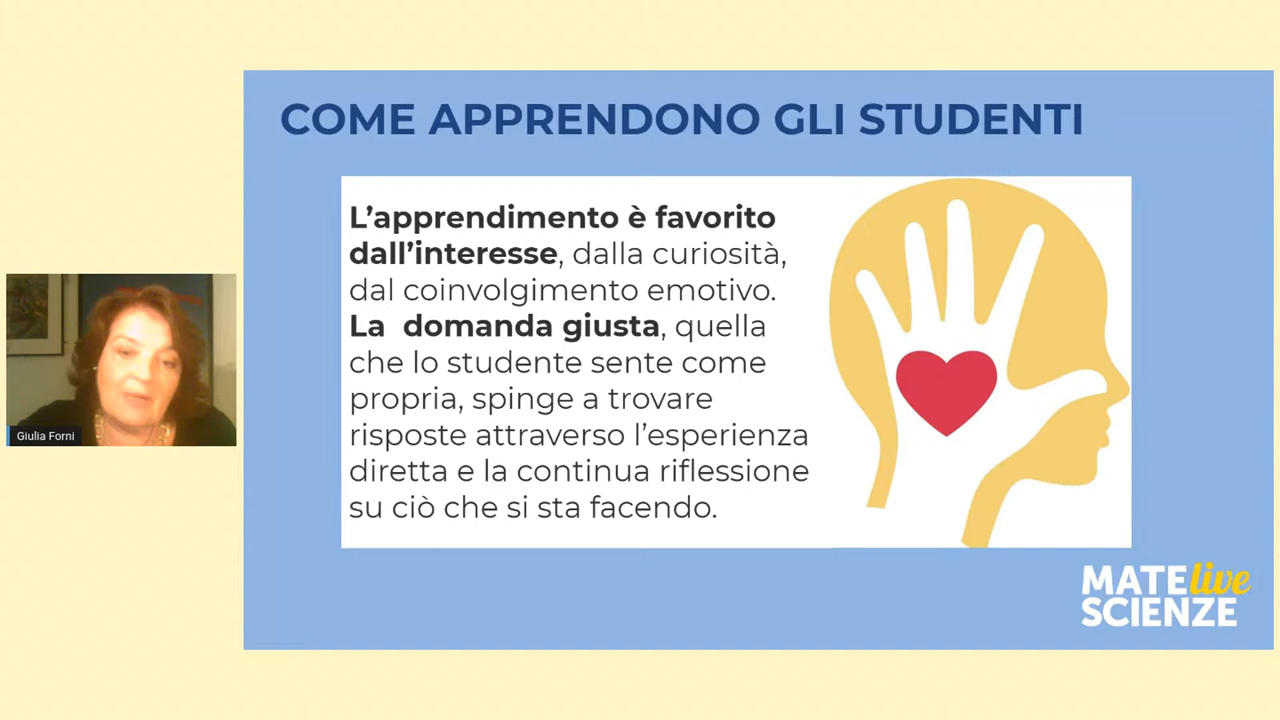 COME APPRENDONO GLI STUDENTI
L’apprendimento è favorito
dall’interesse, dalla curiosità,
dal coinvolgimento emotivo.
La domanda giusta, quella
che lo studente sente come
propria, spinge a trovare
risposte attraverso l’esperienza
diretta e la continua riflessione
su ciò che si sta facendo.
Giulia Forni
MATE live
SCIENZE